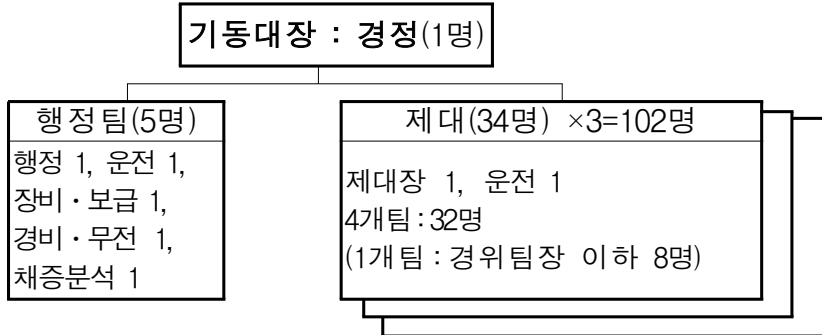 기동대장 : 경정(1명)
행정팀(5명)
행정 1, 운전 1,
장비·보급 1,
경비·무전 1,
채증분석 1
제대(34명) ×3=102명
제대장 1, 운전 1
4개팀:32명
(1개팀:경위팀장 이하 8명)